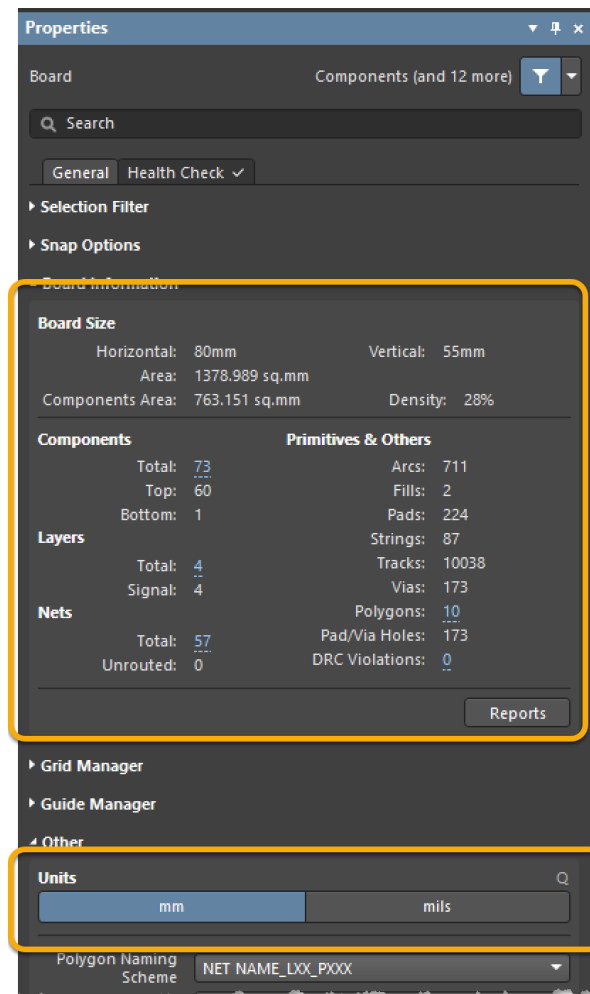 Properties
Board Components (and 12 more)
Search
General Health Check
Selection Filter
Snap Options
Board Information
Board Size
Horizontal: 80mm Vertical: 55mm
Area: 1378.989 sq.mm
Components Area: 763.151 sq.mm Density: 28%
Components Primitives & Others
Total: 73 Arcs: 711
Top: 60 Fills: 2
Bottom: 1 Pads: 224
Layers Strings: 87
Total: 4 Tracks: 10038
Signal: 4 Vias: 173
Nets Polygons: 10
Total: 57 Pad/Via Holes: 173
Unrouted: 0 DRC Violations: 0
Reports
Grid Manager
Guide Manager
Other
Units Q
mm mils
Polygon Naming
Scheme NET NAME_LXX_PXXX